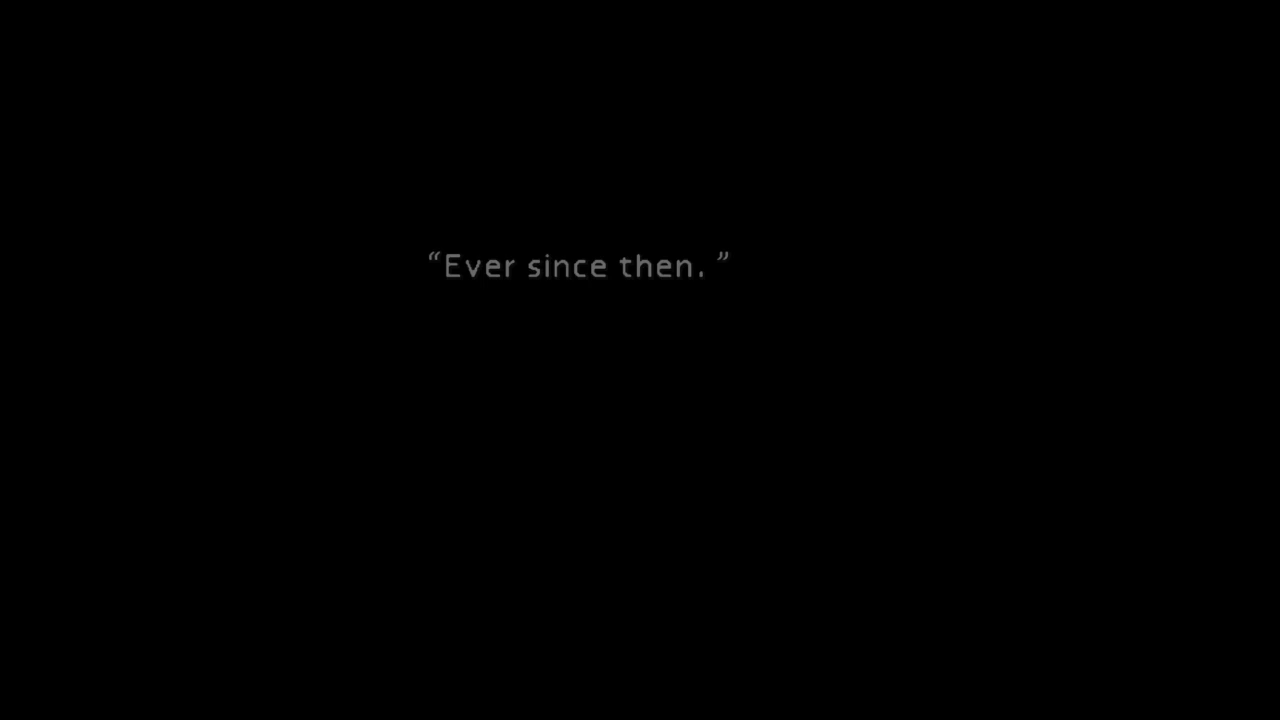 “Ever since then. ”